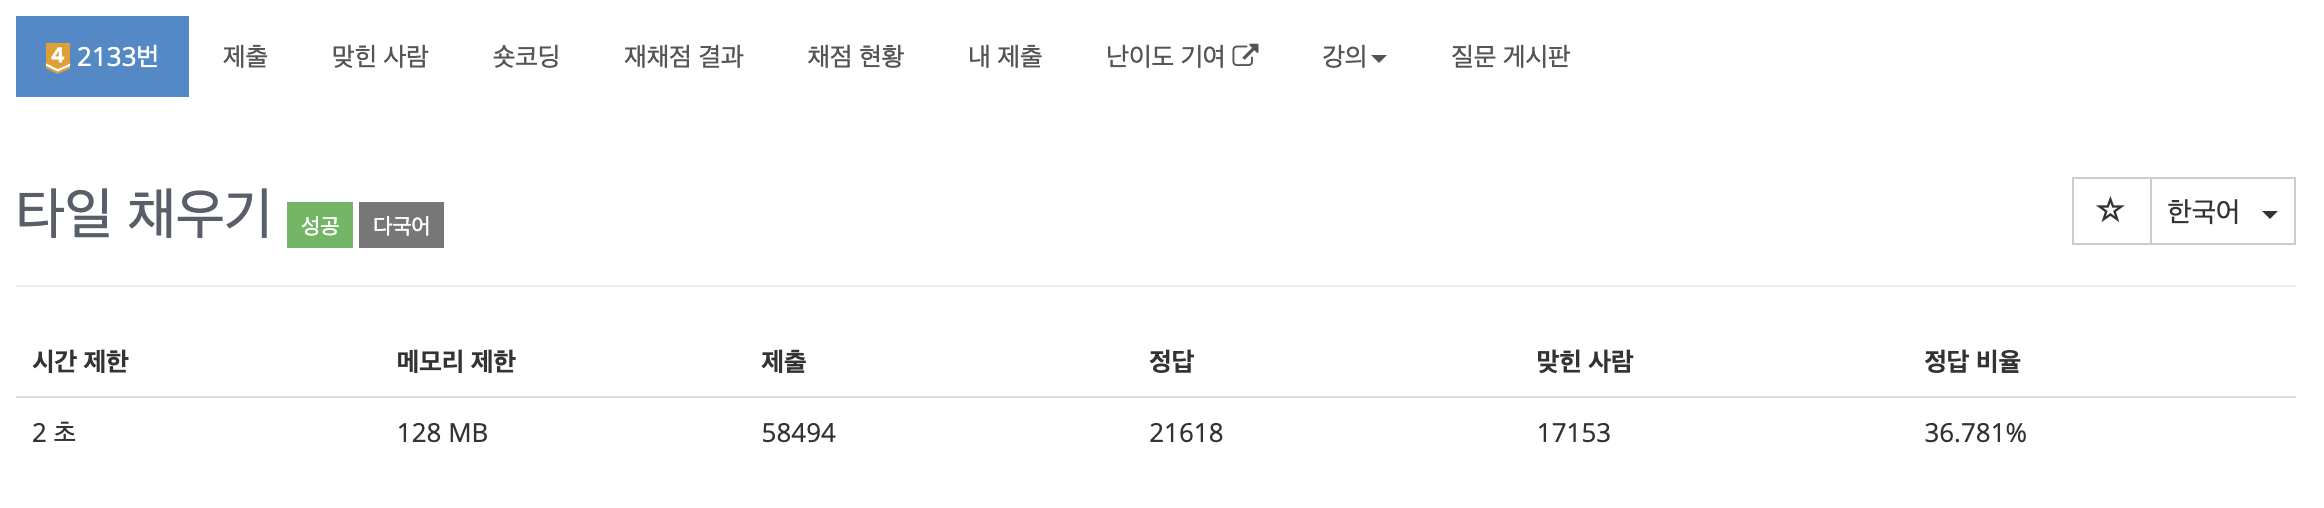 4 2133번 제출 맞힌 사람 숏코딩 재채점 결과 채점 현황 내 제출 난이도 기여 강의 질문 게시판
타일 채우기 성공 다국어 한국어
시간 제한 메모리 제한 제출 정답 맞힌 사람 정답 비율
2 초 128 MB 58494 21618 17153 36.781%